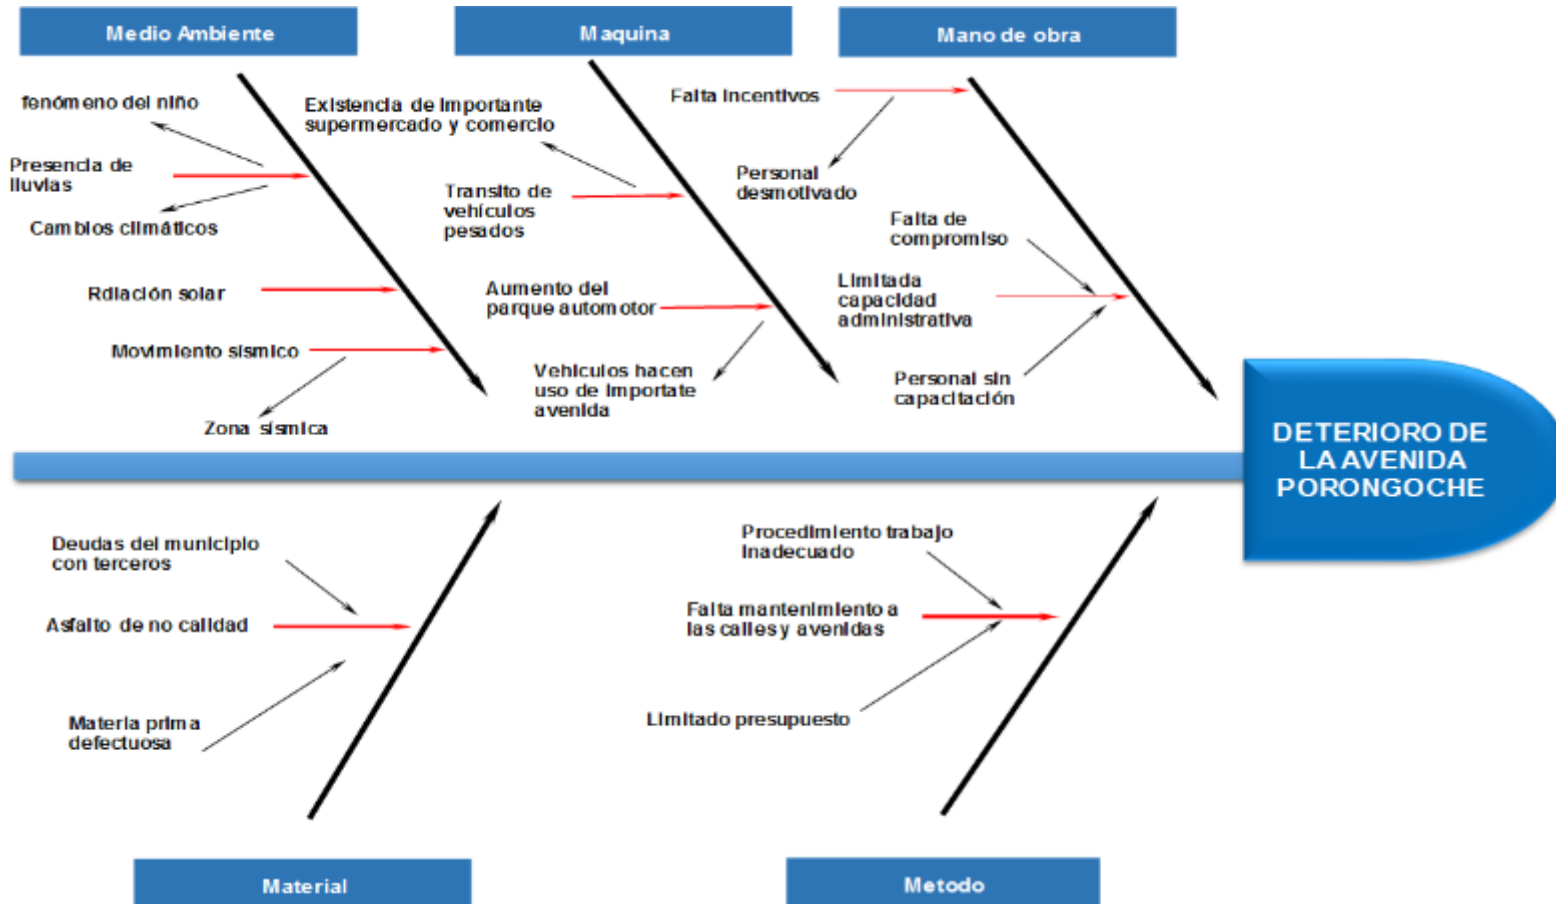 Medio Ambiente
Maquina
Mano de obra
fenómeno del niño
Presencia de
lluvias
Cambios climáticos
Rdiación solar
Movimiento sísmico
Zona sísmica
Existencia de importante
supermercado y comercio
Transito de
vehículos
pesados
Aumento del
parque automotor
Vehículos hacen
uso de importate
avenida
Falta incentivos
Personal
desmotivado
Falta de
compromiso
Limitada
capacidad
administrativa
Personal sin
capacitación
DETERIORO DE
LA AVENIDA
PORONGOCHE
Deudas del municipio
con terceros
Asfalto de no calidad
Materia prima
defectuosa
Procedimiento trabajo
inadecuado
Falta mantenimiento a
las calles y avenidas
Limitado presupuesto
Material
Metodo